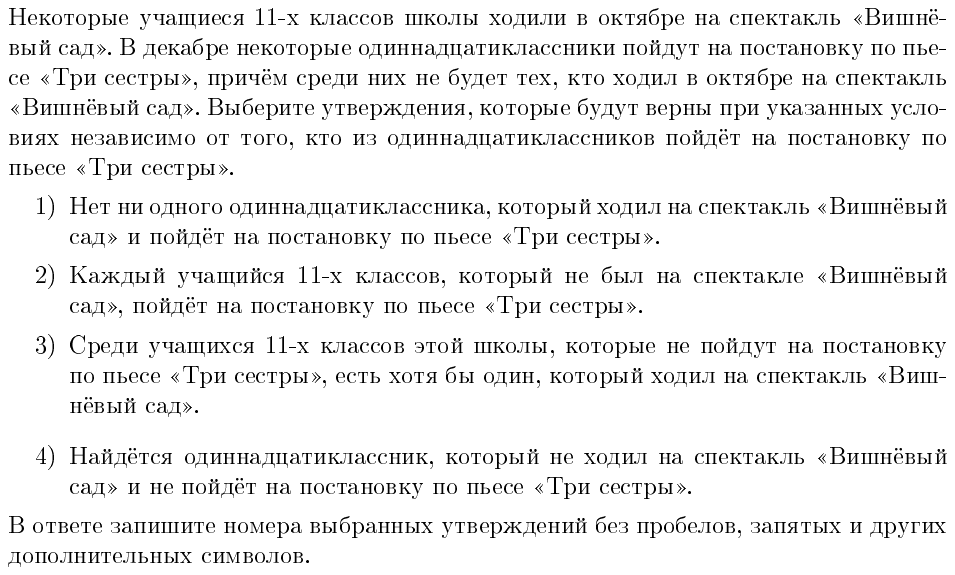 Некоторые учащиеся 11-х классов школы ходили в октябре на спектакль «Вишнё-
вый сад». В декабре некоторые одиннадцатиклассники пойдут на постановку по пье-
се «Три сестры», причём среди них не будет тех, кто ходил в октябре на спектакль
«Вишнёвый сад». Выберите утверждения, которые будут верны при указанных усло-
виях независимо от того, кто из одиннадцатиклассников пойдёт на постановку по
пьесе «Три сестры».
1) Нет ни одного одиннадцатиклассника, который ходил на спектакль «Вишнёвый
сад» и пойдёт на постановку по пьесе «Три сестры».
2) Каждый учащийся 11-х классов, который не был на спектакле «Вишнёвый
сад», пойдёт на постановку по пьесе «Три сестры».
3) Среди учащихся 11-х классов этой школы, которые не пойдут на постановку
по пьесе «Три сестры», есть хотя бы один, который ходил на спектакль «Виш-
нёвый сад».
4) Найдётся одиннадцатиклассник, который не ходил на спектакль «Вишнёвый
сад» и не пойдёт на постановку по пьесе «Три сестры».
В ответе запишите номера выбранных утверждений без пробелов, запятых и других
дополнительных символов.